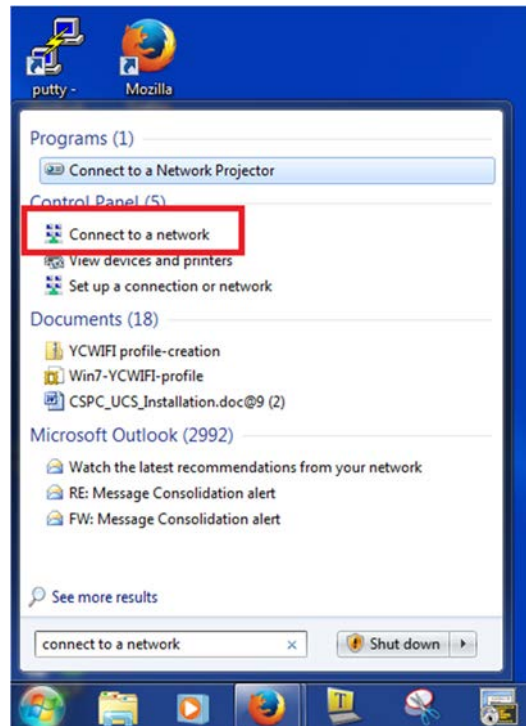 putty -
Mozilla
Programs (1)
Connect to a Network Projector
Control Panel (5)
Connect to a network
View devices and printers
Set up a connection or network
Documents (18)
YCWIFI profile-creation
Win7-YCWIFI-profile
CSPC_UCS_Installation.doc@9 (2)
Microsoft Outlook (2992)
Watch the latest recommendations from your network
RE: Message Consolidation alert
FW: Message Consolidation alert
See more results
connect to a network
Shut down
T